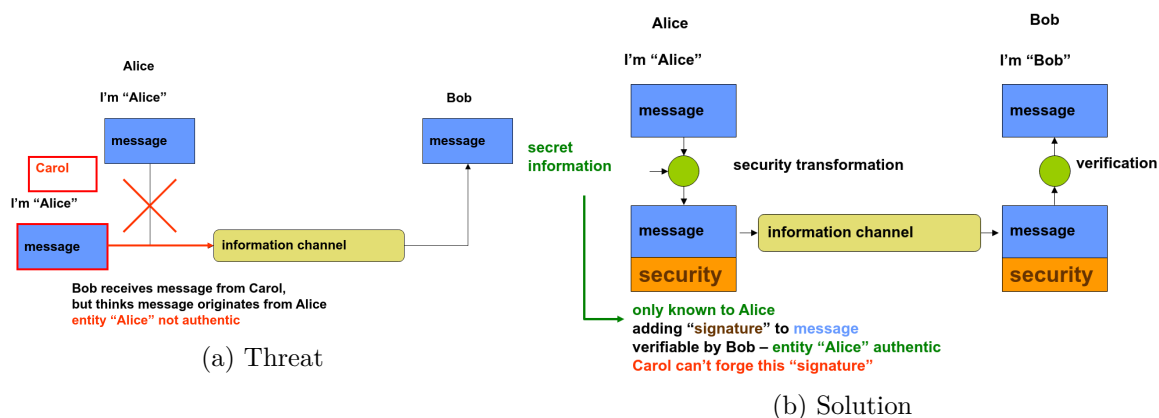 Alice
I'm “Alice”
message
Bob
message
Carol
I'm “Alice”
message
information channel
Bob receives message from Carol,
but thinks message originates from Alice
entity “Alice” not authentic
(a) Threat
Alice
I'm “Alice”
message
secret
information
security transformation
message
security
information channel
Bob
I'm “Bob”
message
verification
message
security
only known to Alice
adding “signature” to message
verifiable by Bob – entity “Alice” authentic
Carol can't forge this “signature”
(b) Solution